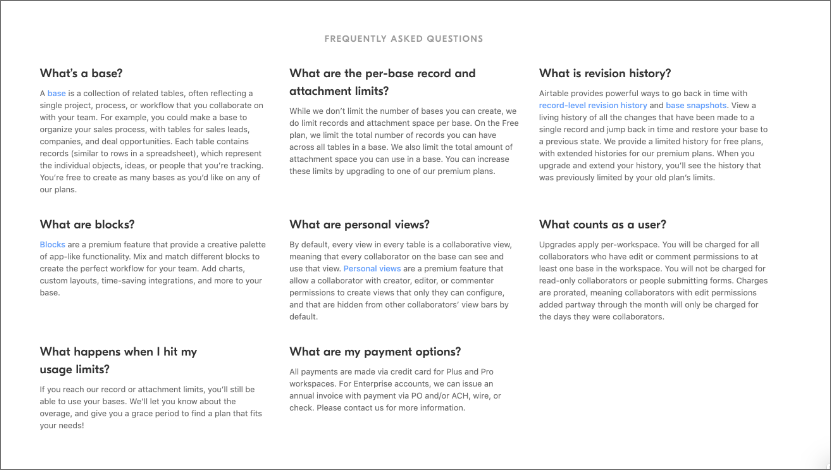 FREQUENTLY ASKED QUESTIONS
What's a base?
A base is a collection of related tables, often reflecting a
single project, process, or workflow that you collaborate on
with your team. For example, you could make a base to
organize your sales process, with tables for sales leads,
companies, and deal opportunities. Each table contains
records (similar to rows in a spreadsheet), which represent
the individual objects, ideas, or people that you're tracking.
You're free to create as many bases as you'd like on any of
our plans.
What are the per-base record and
attachment limits?
While we don't limit the number of bases you can create, we
do limit records and attachment space per base. On the Free
plan, we limit the total number of records you can have
across all tables in a base. We also limit the total amount of
attachment space you can use in a base. You can increase
these limits by upgrading to one of our premium plans.
What is revision history?
Airtable provides powerful ways to go back in time with
record-level revision history and base snapshots. View a
living history of all the changes that have been made to a
single record and jump back in time and restore your base to
a previous state. We provide a limited history for free plans,
with extended histories for our premium plans. When you
upgrade and extend your history, you'll see the history that
was previously limited by your old plan's limits.
What are blocks?
Blocks are a premium feature that provide a creative palette
of app-like functionality. Mix and match different blocks to
create the perfect workflow for your team. Add charts,
custom layouts, time-saving integrations, and more to your
base.
What are personal views?
By default, every view in every table is a collaborative view,
meaning that every collaborator on the base can see and
use that view. Personal views are a premium feature that
allow a collaborator with creator, editor, or commenter
permissions to create views that only they can configure,
and that are hidden from other collaborators' view bars by
default.
What counts as a user?
Upgrades apply per-workspace. You will be charged for all
collaborators who have edit or comment permissions to at
least one base in the workspace. You will not be charged for
read-only collaborators or people submitting forms. Charges
are prorated, meaning collaborators with edit permissions
added partway through the month will only be charged for
the days they were collaborators.
What happens when I hit my
usage limits?
If you reach our record or attachment limits, you'll still be
able to use your bases. We'll let you know about the
overage, and give you a grace period to find a plan that fits
your needs!
What are my payment options?
All payments are made via credit card for Plus and Pro
workspaces. For Enterprise accounts, we can issue an
annual invoice with payment via PO and/or ACH, wire, or
check. Please contact us for more information.